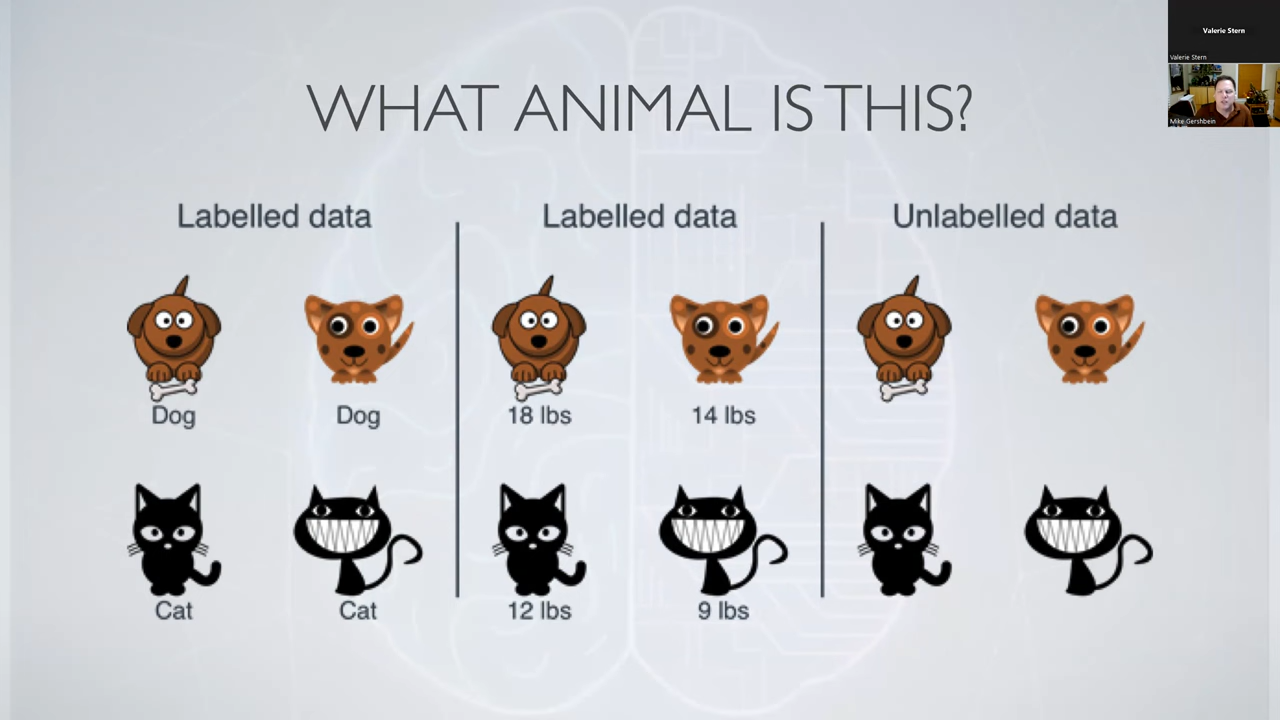 WHAT ANIMAL IS THIS?
Valerie Stern
Valerie Stern
Mike Gershbein
Labelled data
Labelled data
Unlabelled data
Dog
Dog
18 lbs
14 lbs
Cat
Cat
12 lbs
9 lbs